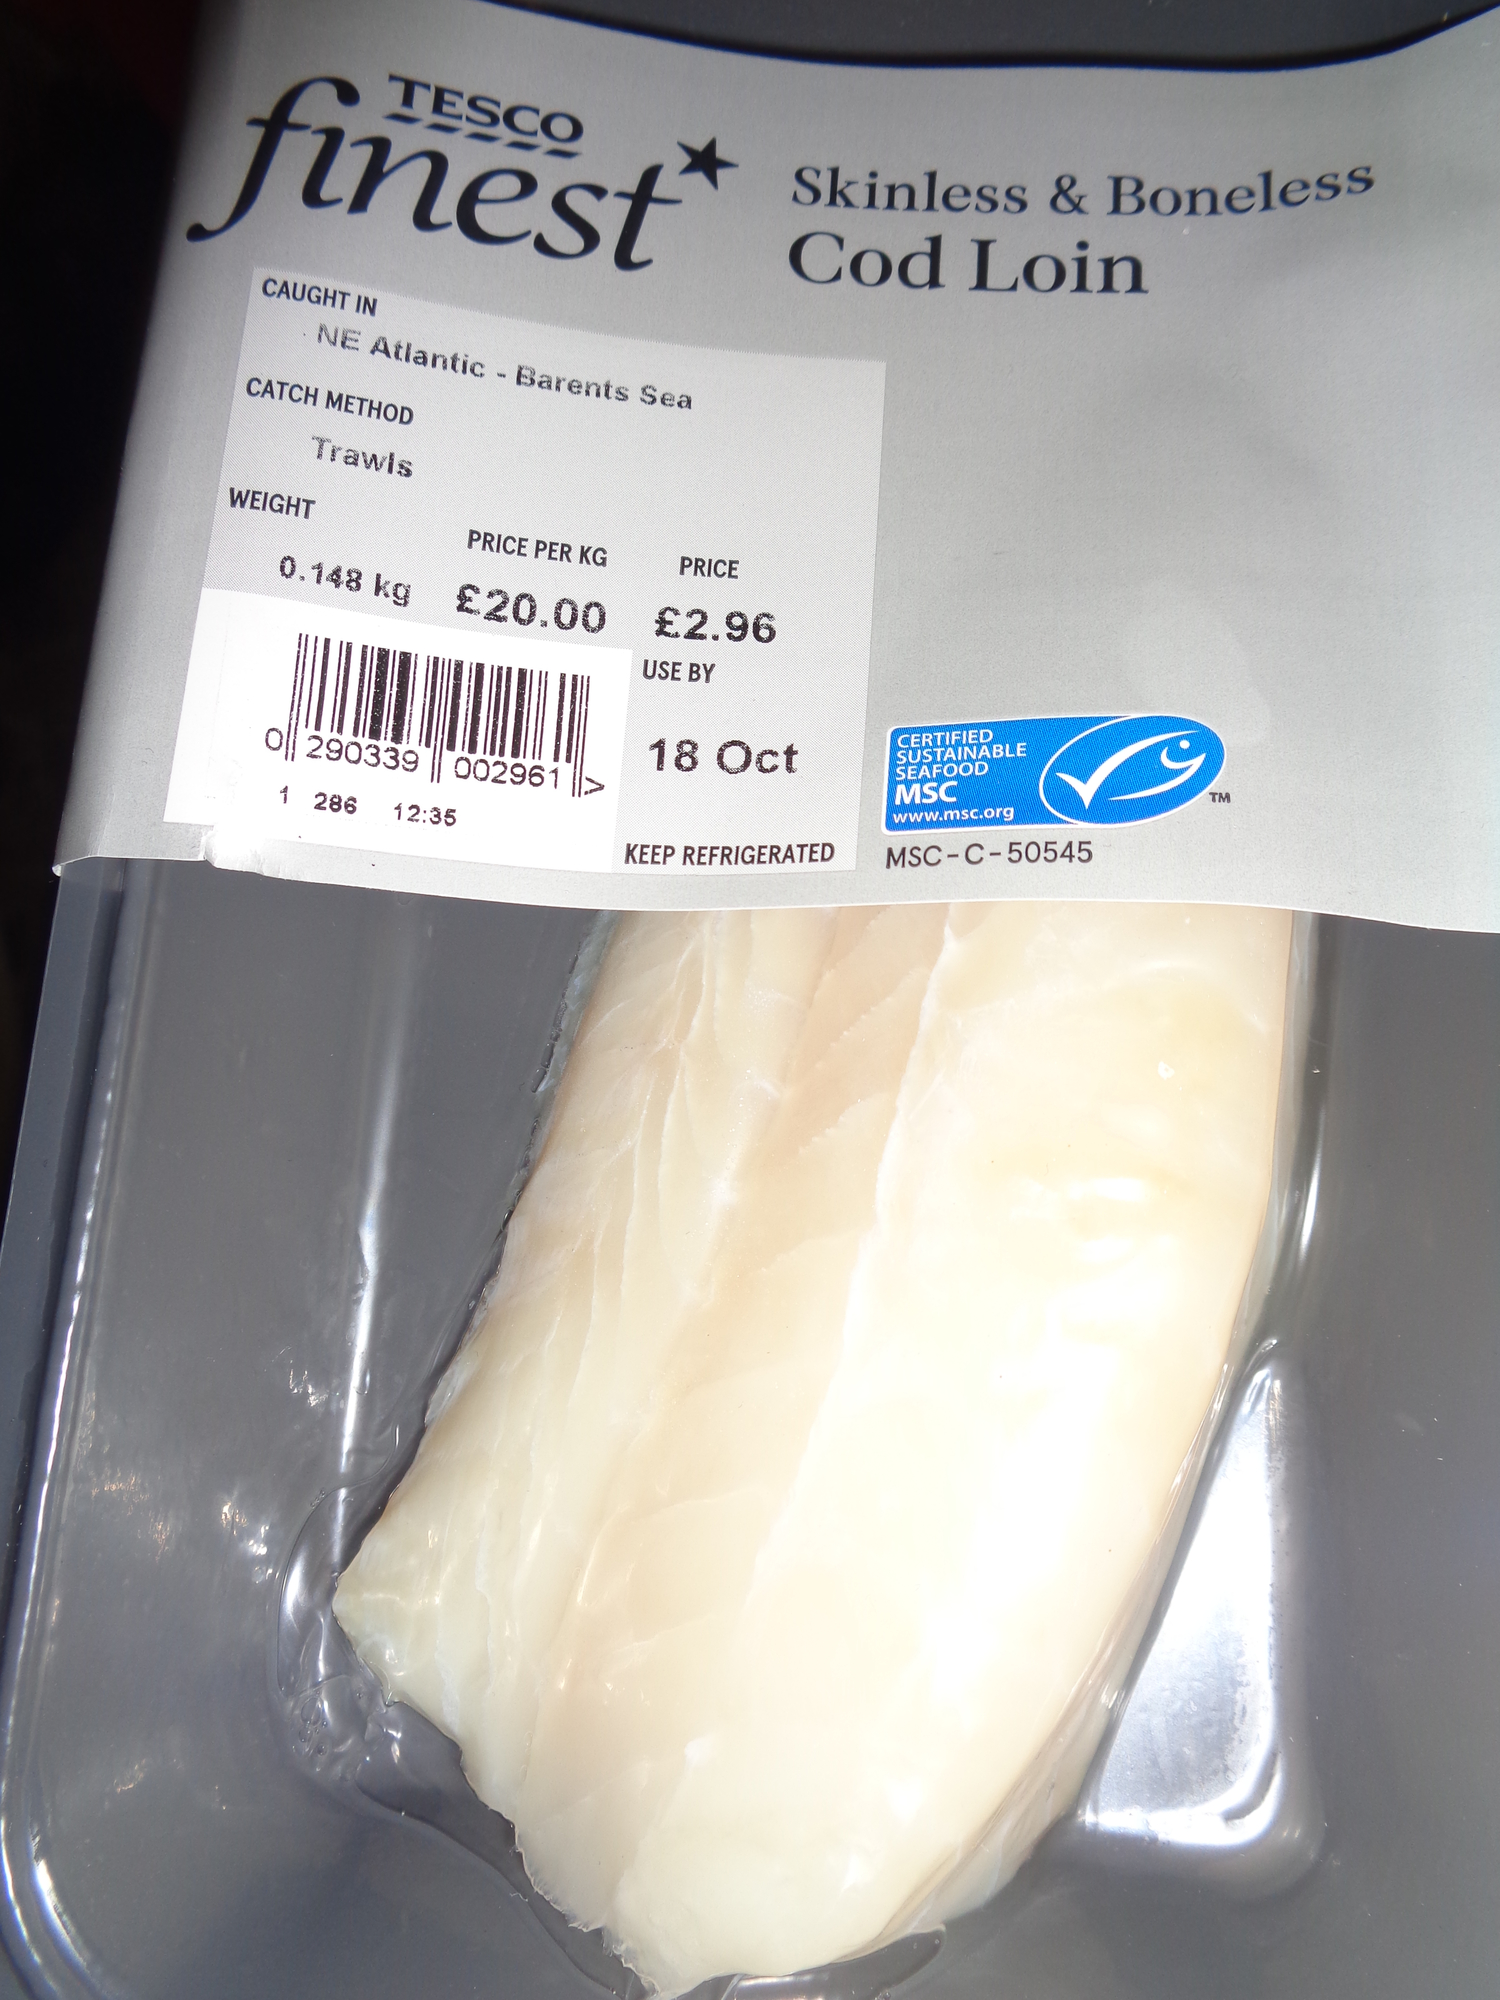 TESCO
finest*
Skinless & Boneless
Cod Loin
CAUGHT IN
NE Atlantic - Barents Sea
CATCH METHOD
Trawls
WEIGHT
PRICE PER KG
PRICE
0.148 kg
£20.00
£2.96
USE BY
18 Oct
0 290339 002961 >
1 286 12:35
KEEP REFRIGERATED
CERTIFIED
SUSTAINABLE
SEAFOOD
MSC
www.msc.org
TM
MSC-C-50545